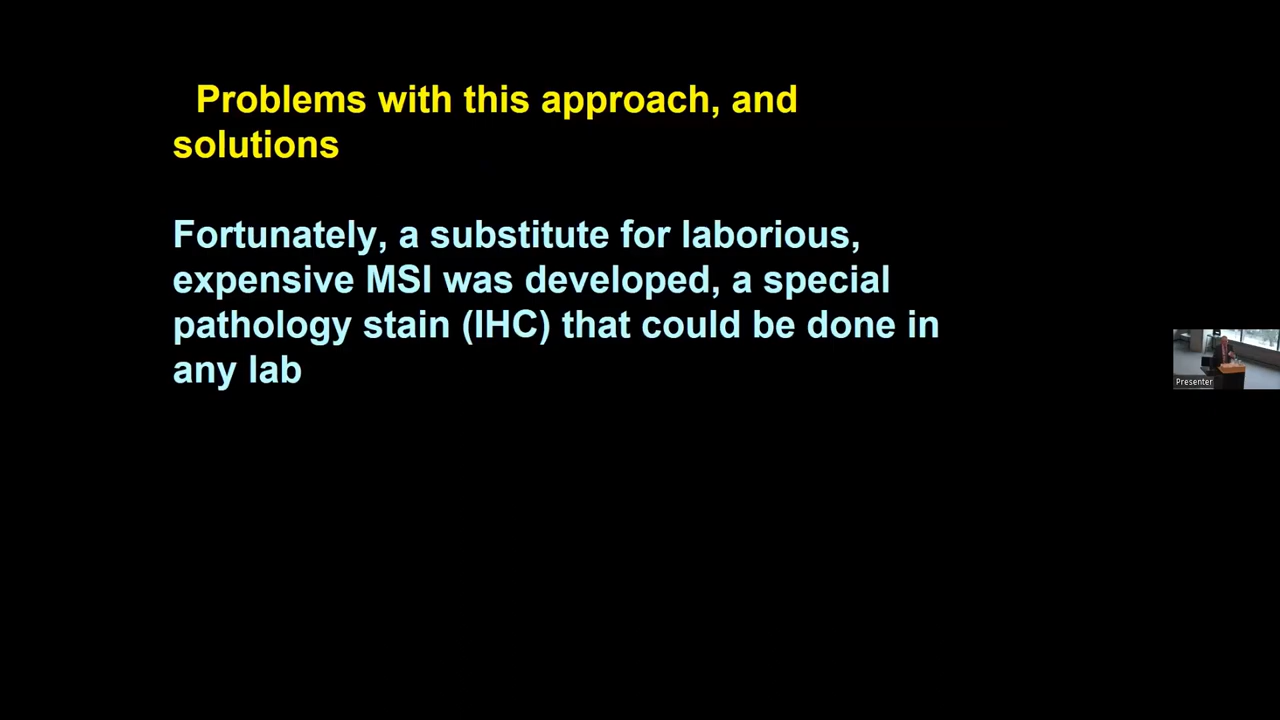 Problems with this approach, and
solutions
Fortunately, a substitute for laborious,
expensive MSI was developed, a special
pathology stain (IHC) that could be done in
any lab
Presenter